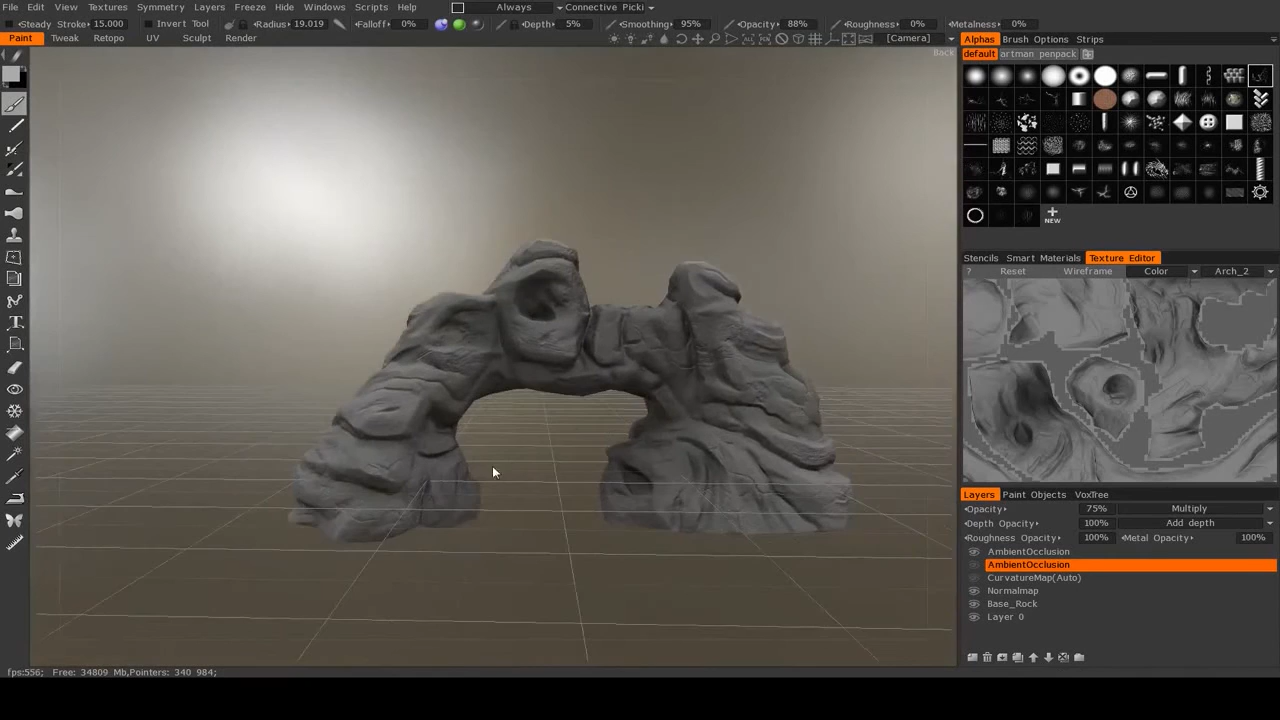 File Edit View Textures Symmetry Layers Freeze Hide Windows Scripts Help Always Connective Picki
Steady Stroke 15.000 Invert Tool Radius 19.019 Falloff 0% Depth 5% Smoothing 95% Opacity 88% Roughness 0% Metalness 0%
Paint Tweak Retopo UV Sculpt Render [Camera]
Alphas Brush Options Strips
Back
default artman penpack
NEW
Stencils Smart Materials Texture Editor
? Reset Wireframe Color Arch_2
Layers Paint Objects VoxTree
Opacity 75% Multiply
Depth Opacity 100% Add depth
Roughness Opacity 100% Metal Opacity 100%
AmbientOcclusion
AmbientOcclusion
CurvatureMap(Auto)
Normalmap
Base_Rock
Layer 0
fps:556; Free: 34809 Mb,Pointers: 340 984;